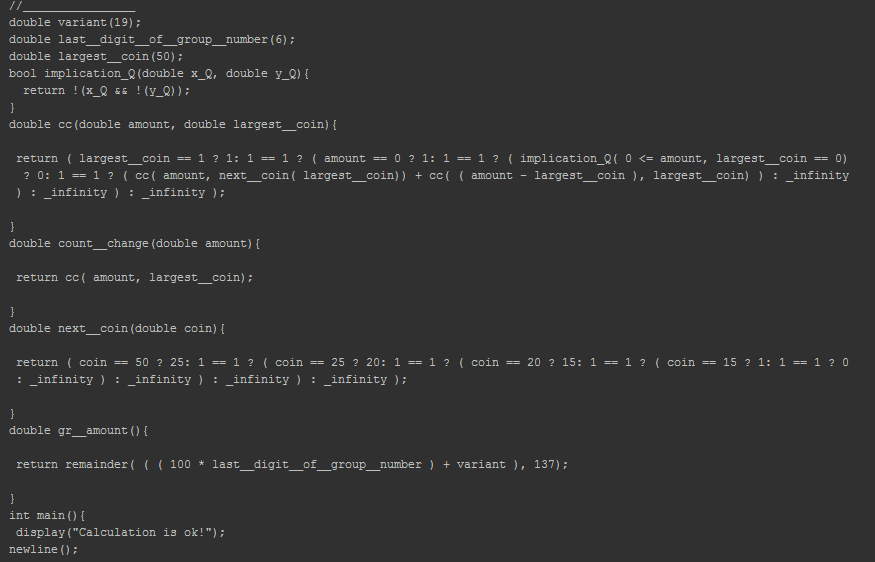 //________________
double variant(19);
double last__digit__of__group__number(6);
double largest__coin(50);
bool implication_Q(double x_Q, double y_Q){
return !(x_Q && !(y_Q));
}
double cc(double amount, double largest__coin){
return ( largest__coin == 1 ? 1: 1 == 1 ? ( amount == 0 ? 1: 1 == 1 ? ( implication_Q( 0 <= amount, largest__coin == 0)
? 0: 1 == 1 ? ( cc( amount, next__coin( largest__coin)) + cc( ( amount - largest__coin ), largest__coin) ) : _infinity
) : _infinity ) : _infinity );
}
double count__change(double amount){
return cc( amount, largest__coin);
}
double next__coin(double coin){
return ( coin == 50 ? 25: 1 == 1 ? ( coin == 25 ? 20: 1 == 1 ? ( coin == 20 ? 15: 1 == 1 ? ( coin == 15 ? 1: 1 == 1 ? 0
: _infinity ) : _infinity ) : _infinity ) : _infinity );
}
double gr__amount(){
return remainder( ( ( 100 * last__digit__of__group__number ) + variant ), 137);
}
int main(){
display("Calculation is ok!");
newline();